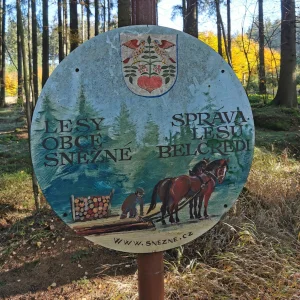 LESY
OBCE
SNĚŽNÉ
SPRÁVA
LESŮ
BELCREDI
WWW.SNEZNE.CZ